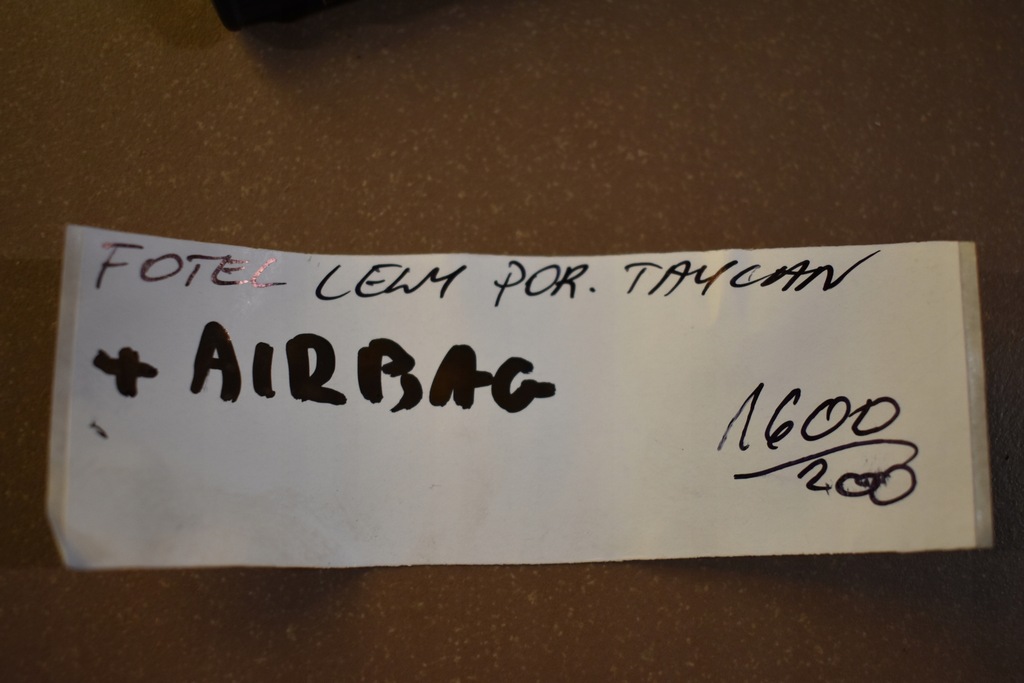 FOTEL LEWY POR. TAYCAN
+ AIRBAG
1600
200